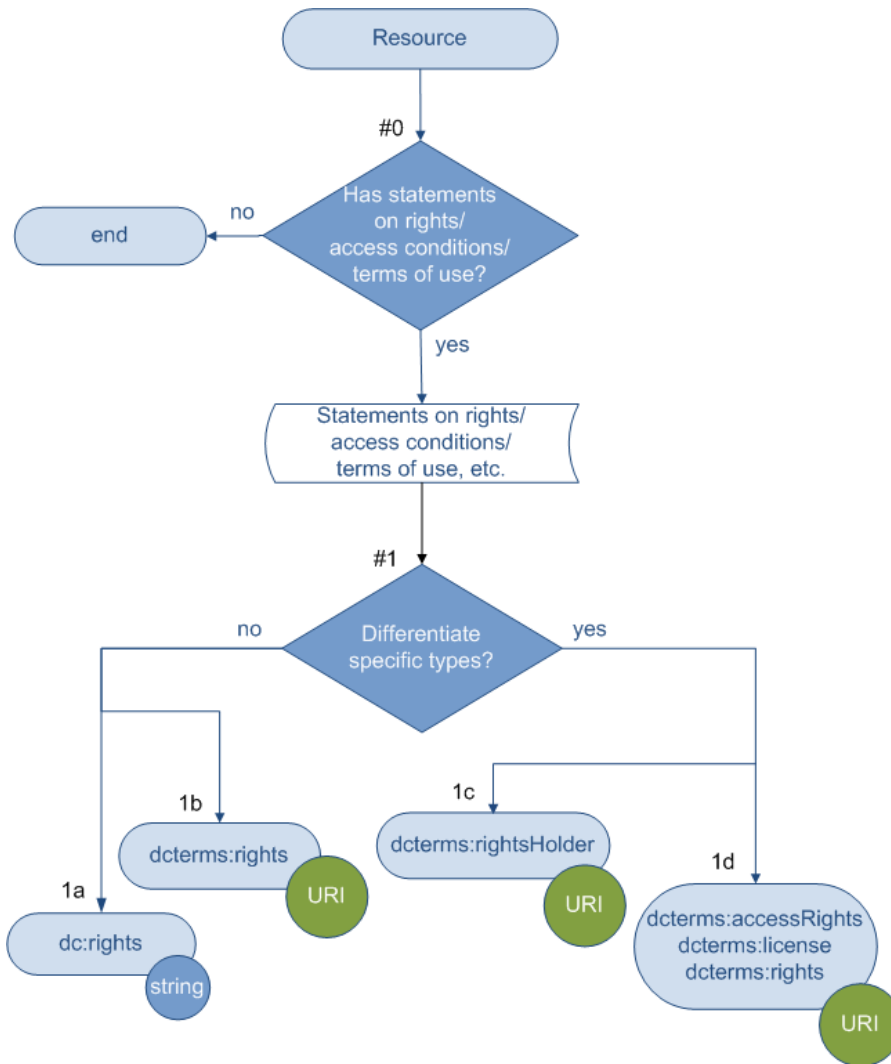 Resource
#0
Has statements
on rights/
access conditions/
terms of use?
no
end
yes
Statements on rights/
access conditions/
terms of use, etc.
#1
Differentiate
specific types?
no
yes
1b
dcterms:rights
URI
1a
dc:rights
string
1c
dcterms:rightsHolder
URI
1d
dcterms:accessRights
dcterms:license
dcterms:rights
URI